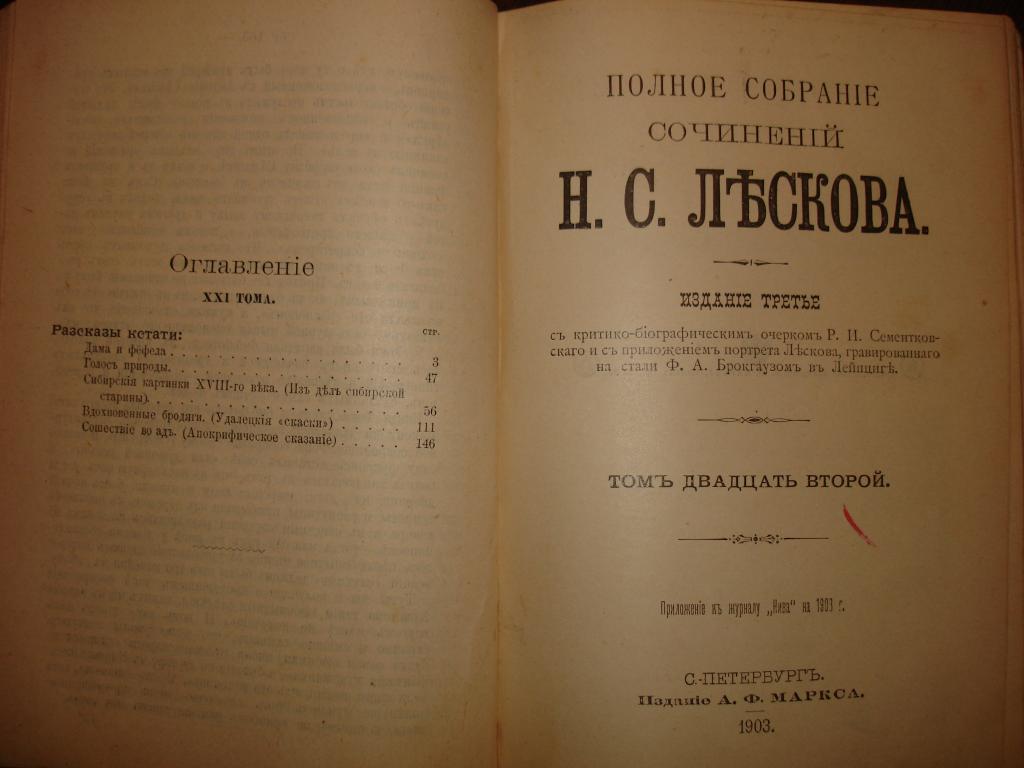 Оглавленіе
XXI ТОМА.
Разсказы кстати: СТР.
Дама и фефела . . . . . . . . . . . . . . . . 3
Голосъ природы. . . . . . . . . . . . . . . . 47
Сибирскія картинки XVIII-го вѣка. (Изъ дѣлъ сибирской
старины). . . . . . . . . . . . . . . . 56
Вдохновенные бродяги. (Удалецкія «скаски») . . . . . . 111
Сошествіе во адъ. (Апокрифическое сказаніе) . . . . . 146
ПОЛНОЕ СОБРАНІЕ
СОЧИНЕНІЙ
Н. С. ЛѢСКОВА.
ИЗДАНІЕ ТРЕТЬЕ
съ критико-біографическимъ очеркомъ Р. И. Сементков-
скаго и съ приложеніемъ портрета Лѣскова, гравированнаго
на стали Ф. А. Брокгаузомъ въ Лейпцигѣ.
ТОМЪ ДВАДЦАТЬ ВТОРОЙ.
Приложеніе къ журналу „Нива“ на 1903 г.
С.-ПЕТЕРБУРГЪ.
Изданіе А. Ф. МАРКСА.
1903.